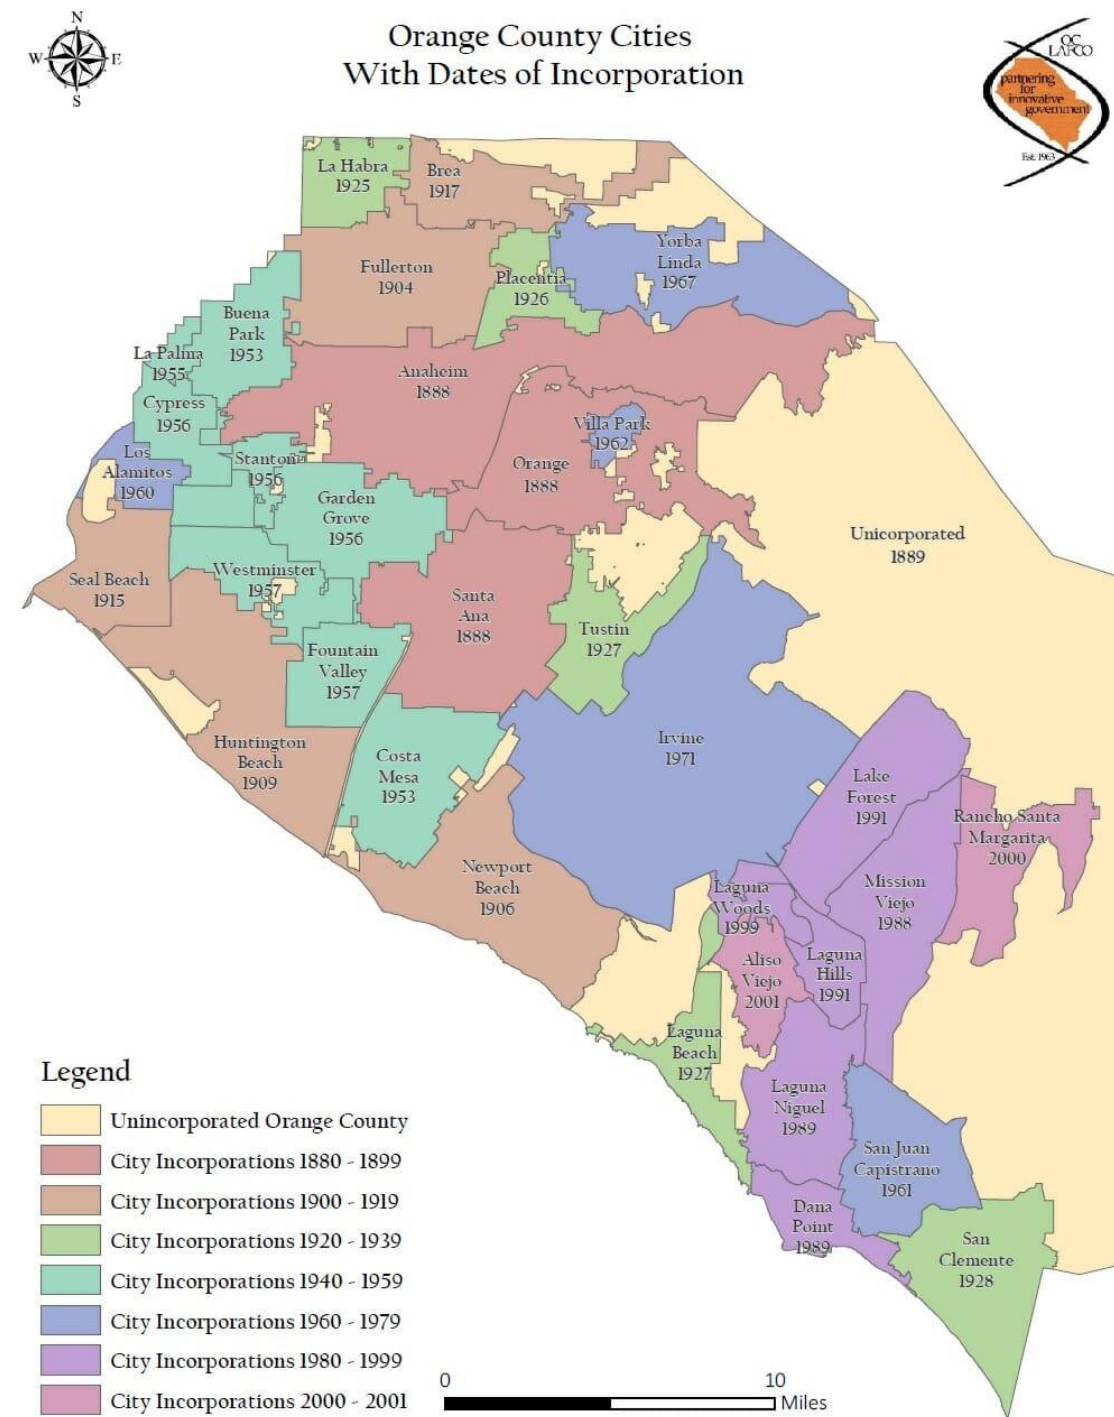 N
W
E
S
Orange County Cities
With Dates of Incorporation
OC
LAFCO
partnering
for
innovative
government
Est. 1963
La Habra
1925
Brea
1917
Fullerton
1904
Placentia
1926
Yorba
Linda
1967
Buena
Park
1953
La Palma
1955
Cypress
1956
Anaheim
1888
Villa Park
1962
Orange
1888
Los
Alamitos
1960
Stanton
1956
Garden
Grove
1956
Unicorporated
1889
Seal Beach
1915
Westminster
1957
Santa
Ana
1888
Tustin
1927
Fountain
Valley
1957
Huntington
Beach
1909
Costa
Mesa
1953
Irvine
1971
Lake
Forest
1991
Rancho Santa
Margarita
2000
Newport
Beach
1906
Laguna
Woods
1999
Mission
Viejo
1988
Aliso
Viejo
2001
Laguna
Hills
1991
Laguna
Beach
1927
Laguna
Niguel
1989
San Juan
Capistrano
1961
Dana
Point
1989
San
Clemente
1928
Legend
Unincorporated Orange County
City Incorporations 1880 - 1899
City Incorporations 1900 - 1919
City Incorporations 1920 - 1939
City Incorporations 1940 - 1959
City Incorporations 1960 - 1979
City Incorporations 1980 - 1999
City Incorporations 2000 - 2001
0
10
Miles